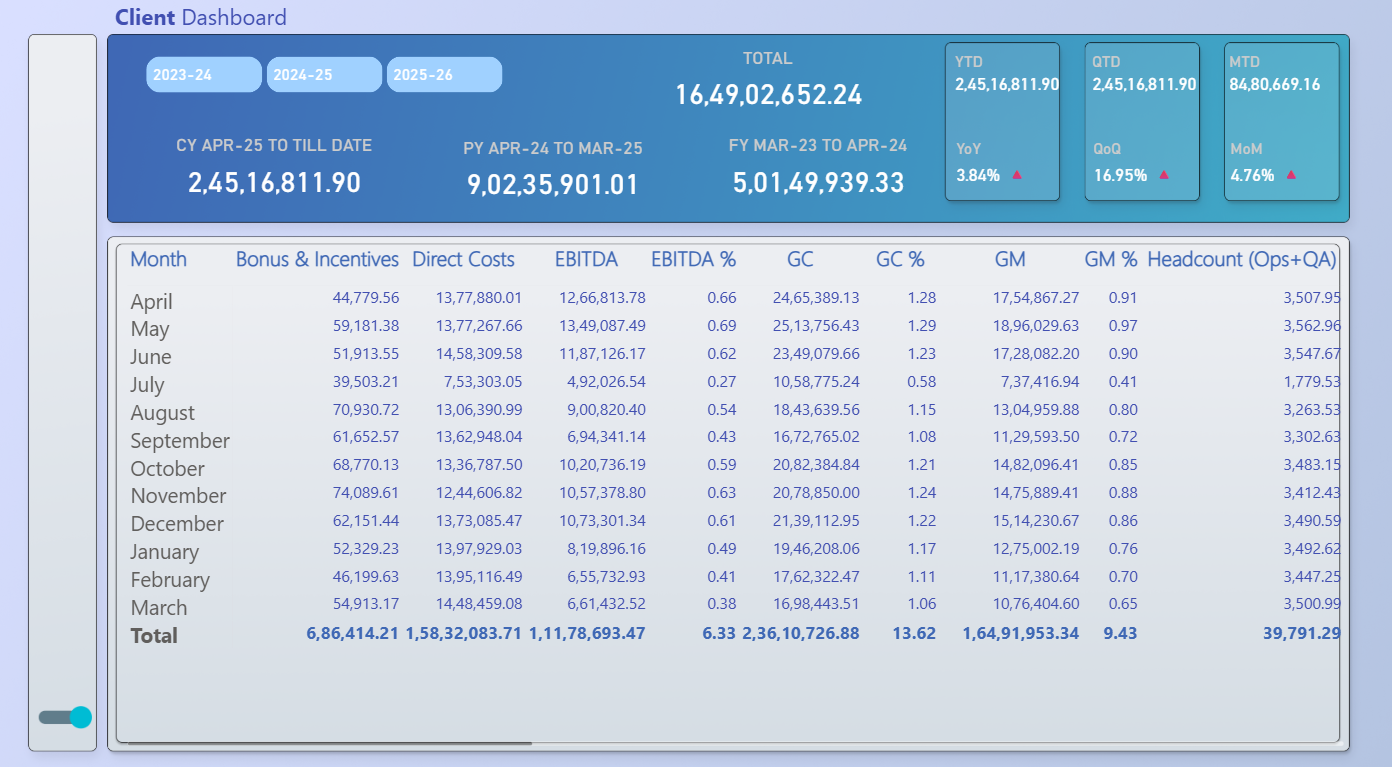 Client Dashboard
2023-24 2024-25 2025-26
TOTAL
16,49,02,652.24
CY APR-25 TO TILL DATE
2,45,16,811.90
PY APR-24 TO MAR-25
9,02,35,901.01
FY MAR-23 TO APR-24
5,01,49,939.33
YTD
2,45,16,811.90
YoY
3.84%
QTD
2,45,16,811.90
QoQ
16.95%
MTD
84,80,669.16
MoM
4.76%
Month Bonus & Incentives Direct Costs EBITDA EBITDA % GC GC % GM GM % Headcount (Ops+QA)
April 44,779.56 13,77,880.01 12,66,813.78 0.66 24,65,389.13 1.28 17,54,867.27 0.91 3,507.95
May 59,181.38 13,77,267.66 13,49,087.49 0.69 25,13,756.43 1.29 18,96,029.63 0.97 3,562.96
June 51,913.55 14,58,309.58 11,87,126.17 0.62 23,49,079.66 1.23 17,28,082.20 0.90 3,547.67
July 39,503.21 7,53,303.05 4,92,026.54 0.27 10,58,775.24 0.58 7,37,416.94 0.41 1,779.53
August 70,930.72 13,06,390.99 9,00,820.40 0.54 18,43,639.56 1.15 13,04,959.88 0.80 3,263.53
September 61,652.57 13,62,948.04 6,94,341.14 0.43 16,72,765.02 1.08 11,29,593.50 0.72 3,302.63
October 68,770.13 13,36,787.50 10,20,736.19 0.59 20,82,384.84 1.21 14,82,096.41 0.85 3,483.15
November 74,089.61 12,44,606.82 10,57,378.80 0.63 20,78,850.00 1.24 14,75,889.41 0.88 3,412.43
December 62,151.44 13,73,085.47 10,73,301.34 0.61 21,39,112.95 1.22 15,14,230.67 0.86 3,490.59
January 52,329.23 13,97,929.03 8,19,896.16 0.49 19,46,208.06 1.17 12,75,002.19 0.76 3,492.62
February 46,199.63 13,95,116.49 6,55,732.93 0.41 17,62,322.47 1.11 11,17,380.64 0.70 3,447.25
March 54,913.17 14,48,459.08 6,61,432.52 0.38 16,98,443.51 1.06 10,76,404.60 0.65 3,500.99
Total 6,86,414.21 1,58,32,083.71 1,11,78,693.47 6.33 2,36,10,726.88 13.62 1,64,91,953.34 9.43 39,791.29